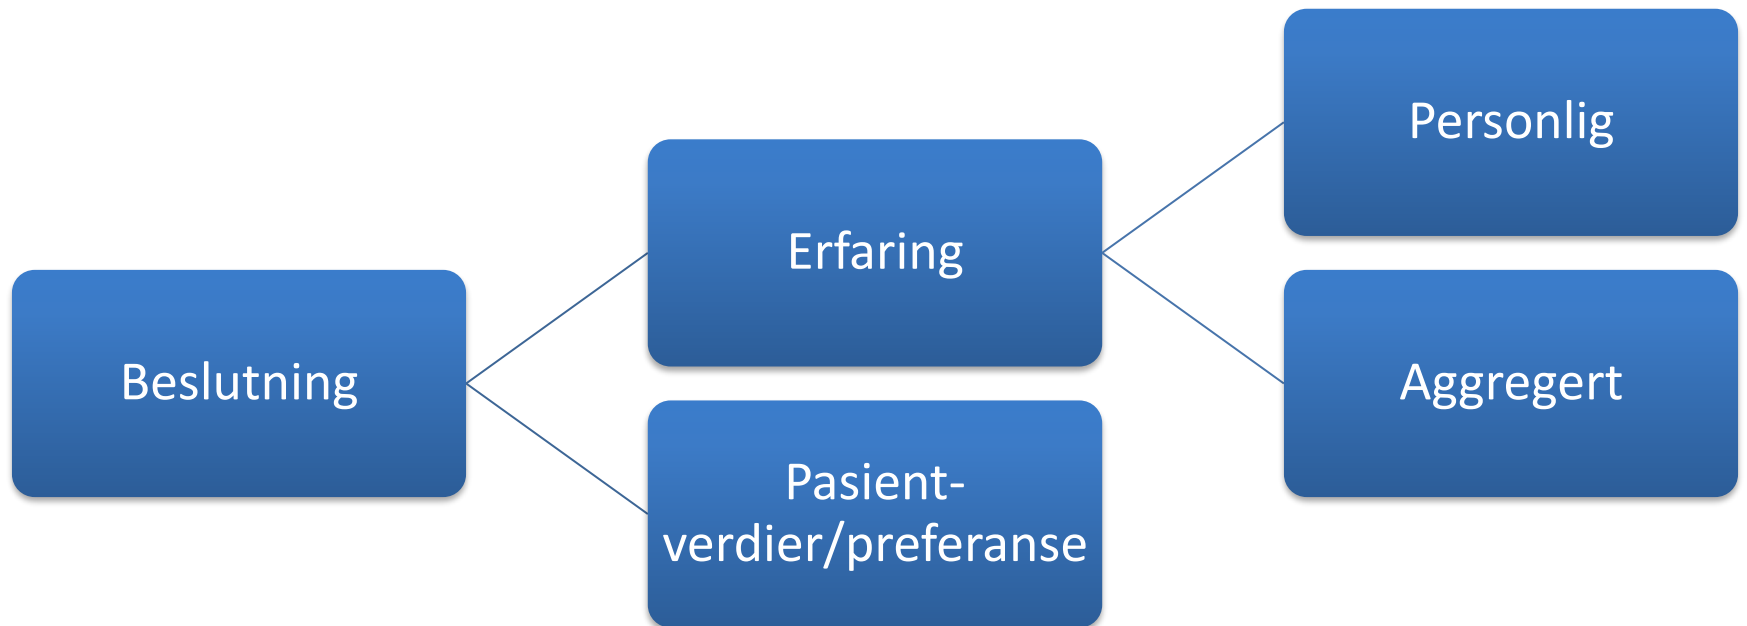 Beslutning
Erfaring
Pasient-
verdier/preferanse
Personlig
Aggregert